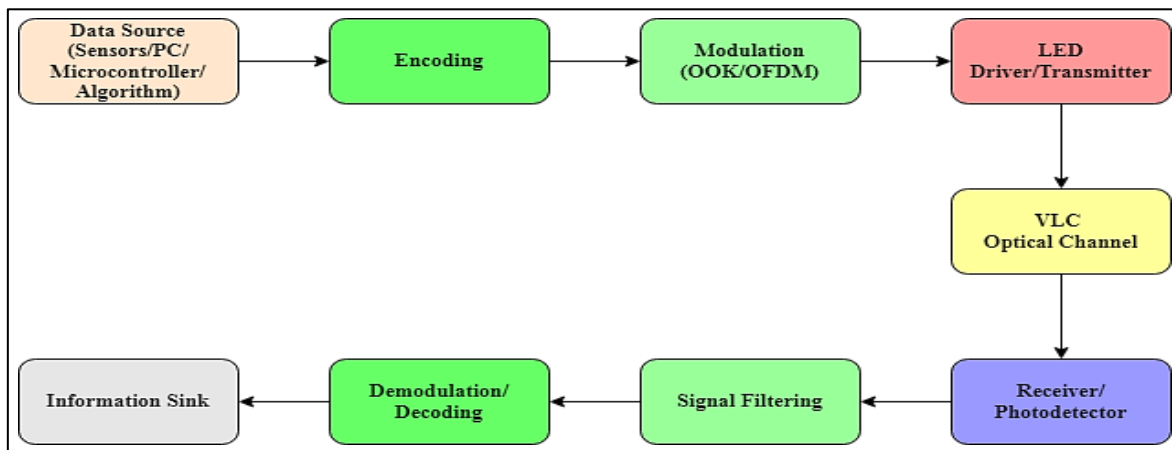 Data Source
(Sensors/PC/
Microcontroller/
Algorithm)
Encoding
Modulation
(OOK/OFDM)
LED
Driver/Transmitter
VLC
Optical Channel
Receiver/
Photodetector
Signal Filtering
Demodulation/
Decoding
Information Sink